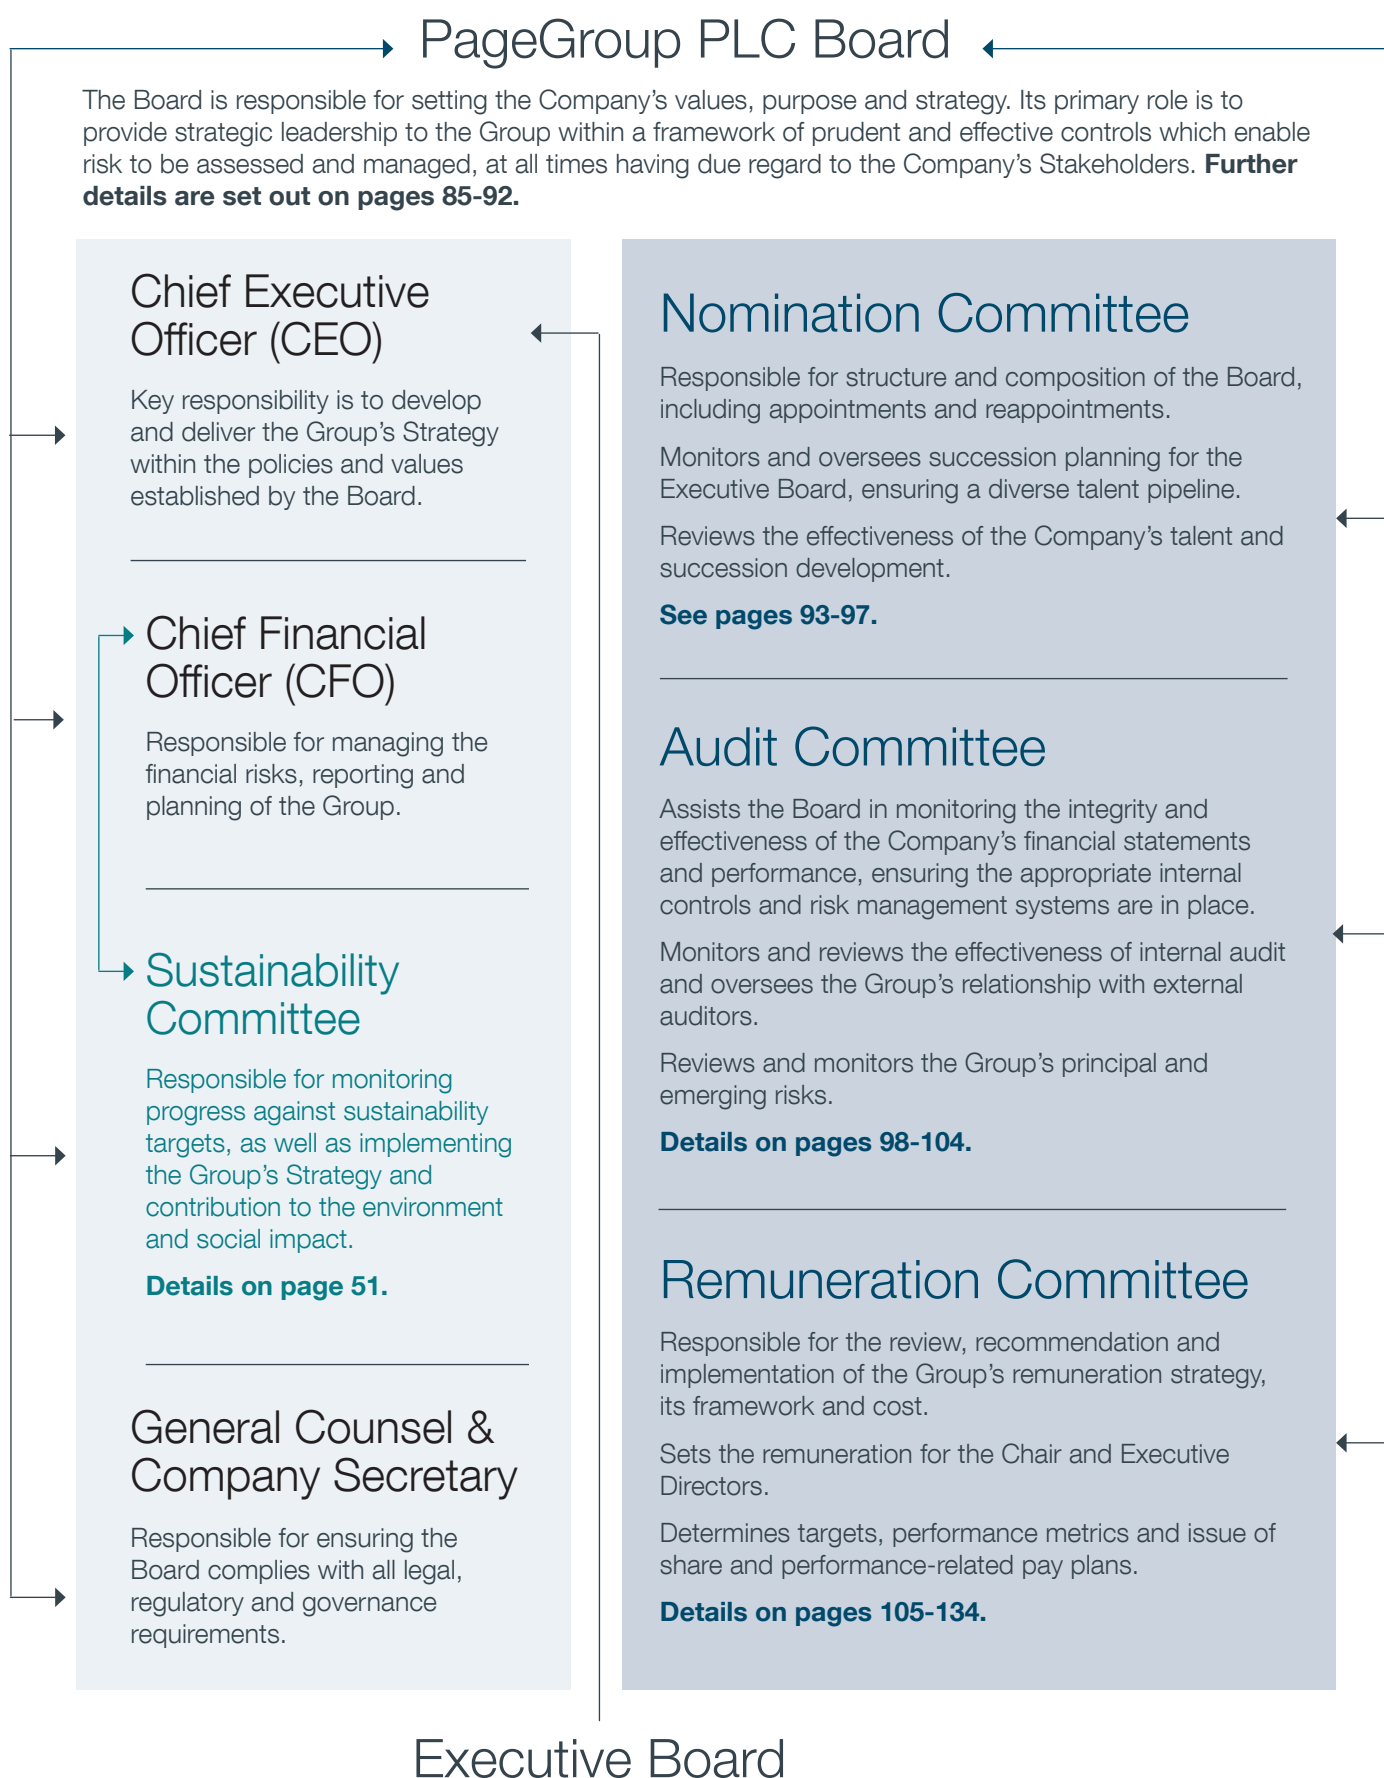 PageGroup PLC Board
The Board is responsible for setting the Company’s values, purpose and strategy. Its primary role is to
provide strategic leadership to the Group within a framework of prudent and effective controls which enable
risk to be assessed and managed, at all times having due regard to the Company’s Stakeholders. Further
details are set out on pages 85-92.
Chief Executive
Officer (CEO)
Key responsibility is to develop
and deliver the Group’s Strategy
within the policies and values
established by the Board.
Chief Financial
Officer (CFO)
Responsible for managing the
financial risks, reporting and
planning of the Group.
Sustainability
Committee
Responsible for monitoring
progress against sustainability
targets, as well as implementing
the Group’s Strategy and
contribution to the environment
and social impact.
Details on page 51.
General Counsel &
Company Secretary
Responsible for ensuring the
Board complies with all legal,
regulatory and governance
requirements.
Nomination Committee
Responsible for structure and composition of the Board,
including appointments and reappointments.
Monitors and oversees succession planning for the
Executive Board, ensuring a diverse talent pipeline.
Reviews the effectiveness of the Company’s talent and
succession development.
See pages 93-97.
Audit Committee
Assists the Board in monitoring the integrity and
effectiveness of the Company’s financial statements
and performance, ensuring the appropriate internal
controls and risk management systems are in place.
Monitors and reviews the effectiveness of internal audit
and oversees the Group’s relationship with external
auditors.
Reviews and monitors the Group’s principal and
emerging risks.
Details on pages 98-104.
Remuneration Committee
Responsible for the review, recommendation and
implementation of the Group’s remuneration strategy,
its framework and cost.
Sets the remuneration for the Chair and Executive
Directors.
Determines targets, performance metrics and issue of
share and performance-related pay plans.
Details on pages 105-134.
Executive Board